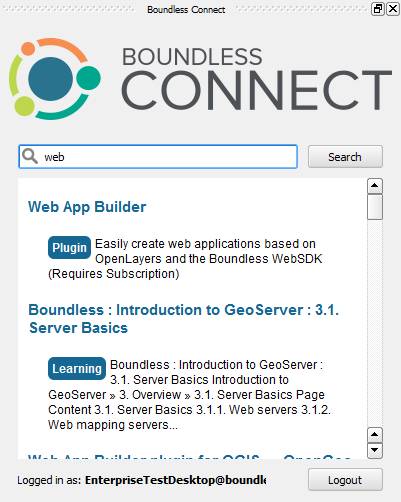 Boundless Connect
BOUNDLESS
CONNECT
web
Search
Web App Builder
Plugin Easily create web applications based on
OpenLayers and the Boundless WebSDK
(Requires Subscription)
Boundless : Introduction to GeoServer : 3.1.
Server Basics
Learning Boundless : Introduction to GeoServer :
3.1. Server Basics Introduction to
GeoServer » 3. Overview » 3.1. Server Basics Page
Content 3.1. Server Basics 3.1.1. Web servers 3.1.2.
Web mapping servers...
Web App Builder plugin for QGIS — OpenGeo
Logged in as: EnterpriseTestDesktop@boundle
Logout